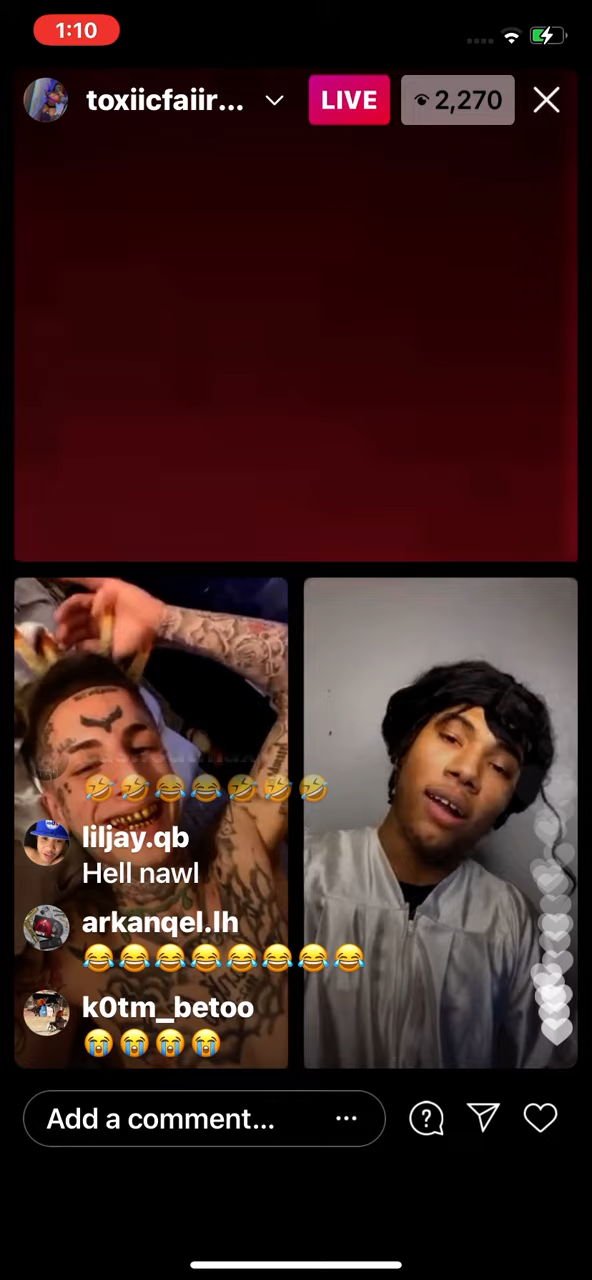 1:10
toxiicfaiir...
LIVE
2,270
🤣🤣😂😂🤣🤣🤣
liljay.qb
Hell nawl
arkanqel.lh
😂😂😂😂😂😂😂😂
k0tm_betoo
😭😭😭😭
Add a comment...